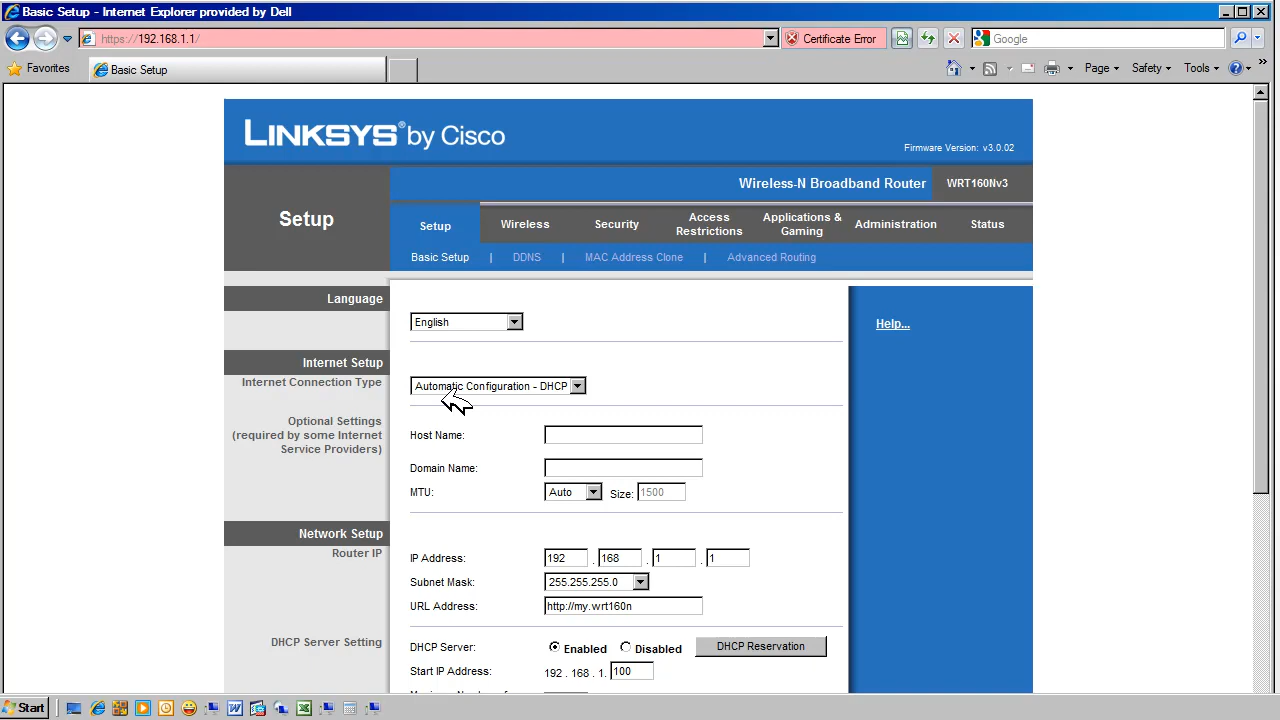 Basic Setup - Internet Explorer provided by Dell
https://192.168.1.1/
Certificate Error
Google
Favorites
Basic Setup
Page
Safety
Tools
LINKSYS® by Cisco
Firmware Version: v3.0.02
Wireless-N Broadband Router
WRT160Nv3
Setup
Setup
Wireless
Security
Access
Restrictions
Applications &
Gaming
Administration
Status
Basic Setup | DDNS | MAC Address Clone | Advanced Routing
Language
English
Help...
Internet Setup
Internet Connection Type
Automatic Configuration - DHCP
Optional Settings
(required by some Internet
Service Providers)
Host Name:
Domain Name:
MTU: Auto Size: 1500
Network Setup
Router IP
IP Address: 192 . 168 . 1 . 1
Subnet Mask: 255.255.255.0
URL Address: http://my.wrt160n
DHCP Server Setting
DHCP Server: Enabled Disabled DHCP Reservation
Start IP Address: 192 . 168 . 1. 100
Start